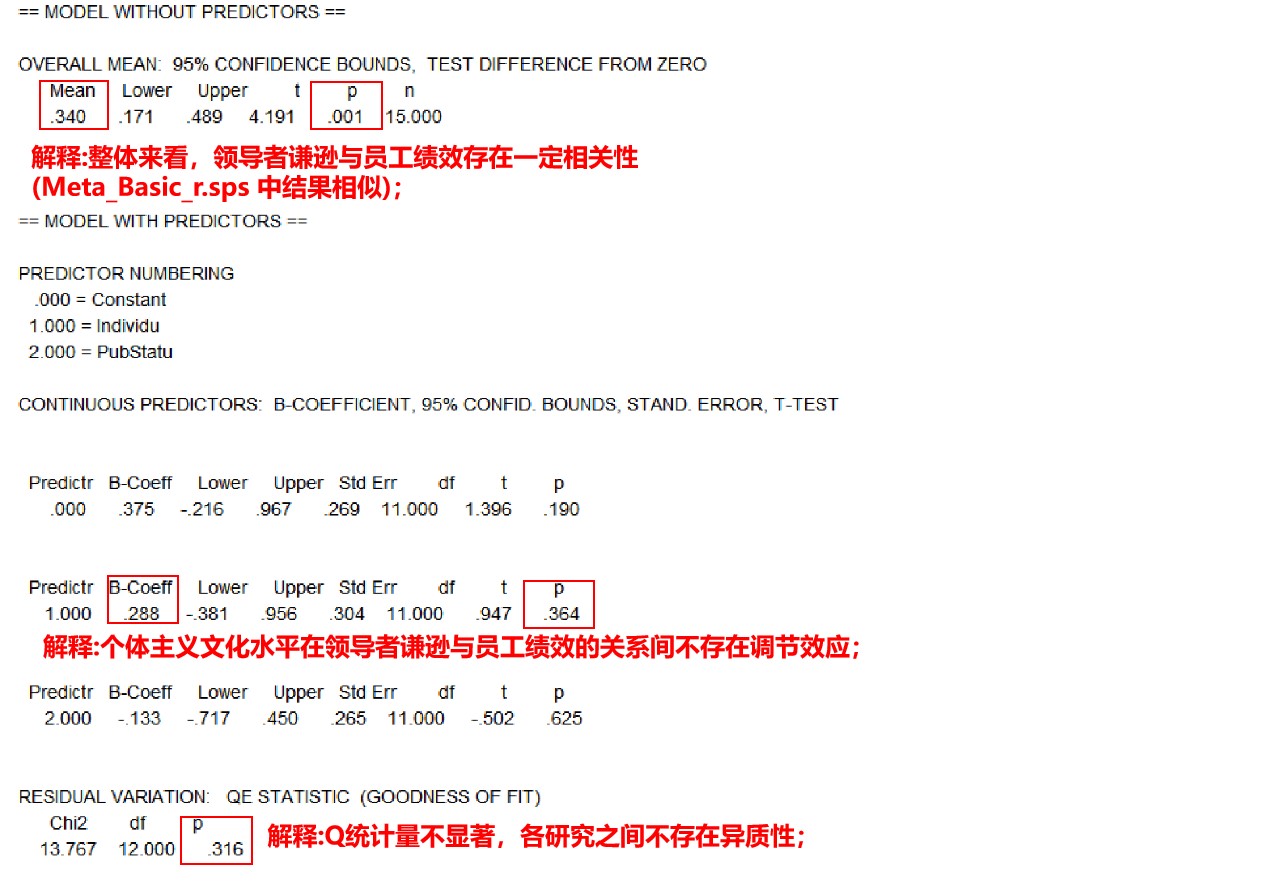 == MODEL WITHOUT PREDICTORS ==
OVERALL MEAN: 95% CONFIDENCE BOUNDS, TEST DIFFERENCE FROM ZERO
Mean Lower Upper t p n
.340 .171 .489 4.191 .001 15.000
解释:整体来看，领导者谦逊与员工绩效存在一定相关性
(Meta_Basic_r.sps 中结果相似)；
== MODEL WITH PREDICTORS ==
PREDICTOR NUMBERING
.000 = Constant
1.000 = Individu
2.000 = PubStatu
CONTINUOUS PREDICTORS: B-COEFFICIENT, 95% CONFID. BOUNDS, STAND. ERROR, T-TEST
Predictr B-Coeff Lower Upper Std Err df t p
.000 .375 -.216 .967 .269 11.000 1.396 .190
Predictr B-Coeff Lower Upper Std Err df t p
1.000 .288 -.381 .956 .304 11.000 .947 .364
解释:个体主义文化水平在领导者谦逊与员工绩效的关系间不存在调节效应；
Predictr B-Coeff Lower Upper Std Err df t p
2.000 -.133 -.717 .450 .265 11.000 -.502 .625
RESIDUAL VARIATION: QE STATISTIC (GOODNESS OF FIT)
Chi2 df p
13.767 12.000 .316
解释:Q统计量不显著，各研究之间不存在异质性；